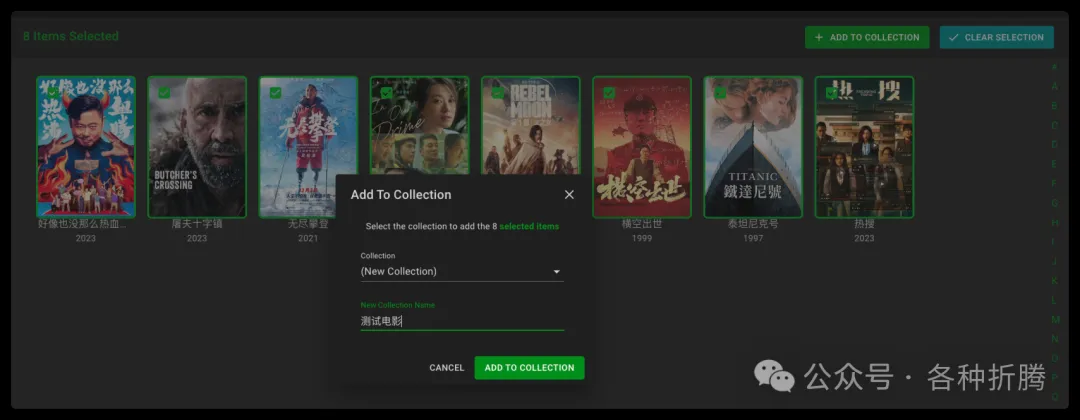 8 Items Selected
+ ADD TO COLLECTION
CLEAR SELECTION
好像也没那么热血沸腾
BUTCHER'S
CROSSING
无尽攀登
REBEL
MOON
横空出世
TITANIC
鐵達尼號
热搜
好像也没那么热血...
2023
屠夫十字镇
2023
无尽攀登
2021
横空出世
1999
泰坦尼克号
1997
热搜
2023
Add To Collection
Select the collection to add the 8 selected items
Collection
(New Collection)
New Collection Name
测试电影
CANCEL
ADD TO COLLECTION
#
A
B
C
D
E
F
G
H
I
J
K
L
M
N
O
P
Q
公众号 · 各种折腾